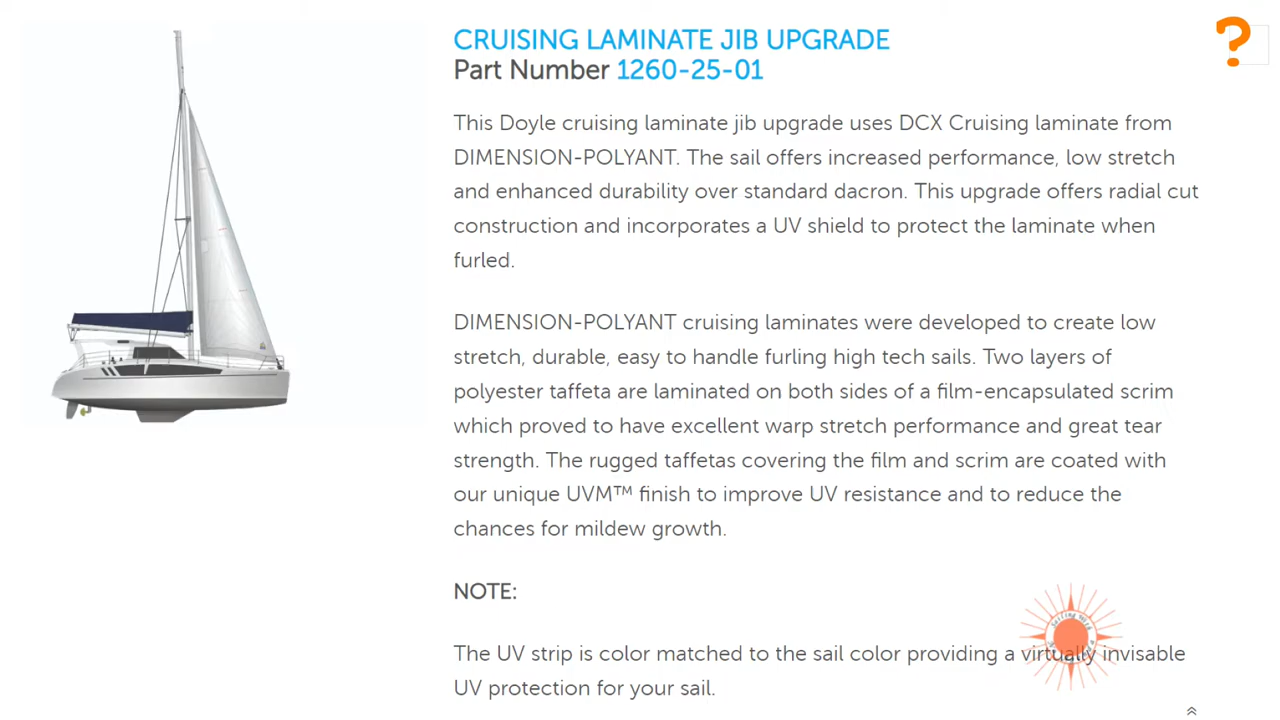 CRUISING LAMINATE JIB UPGRADE
Part Number 1260-25-01
This Doyle cruising laminate jib upgrade uses DCX Cruising laminate from
DIMENSION-POLYANT. The sail offers increased performance, low stretch
and enhanced durability over standard dacron. This upgrade offers radial cut
construction and incorporates a UV shield to protect the laminate when
furled.
DIMENSION-POLYANT cruising laminates were developed to create low
stretch, durable, easy to handle furling high tech sails. Two layers of
polyester taffeta are laminated on both sides of a film-encapsulated scrim
which proved to have excellent warp stretch performance and great tear
strength. The rugged taffetas covering the film and scrim are coated with
our unique UVM™ finish to improve UV resistance and to reduce the
chances for mildew growth.
NOTE:
The UV strip is color matched to the sail color providing a virtually invisable
UV protection for your sail.
?
Sailing